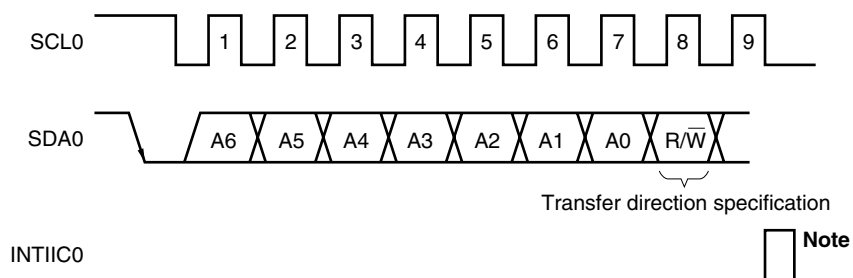 SCL0 1 2 3 4 5 6 7 8 9
SDA0 A6 A5 A4 A3 A2 A1 A0 R/W̅
Transfer direction specification
INTIIC0 Note